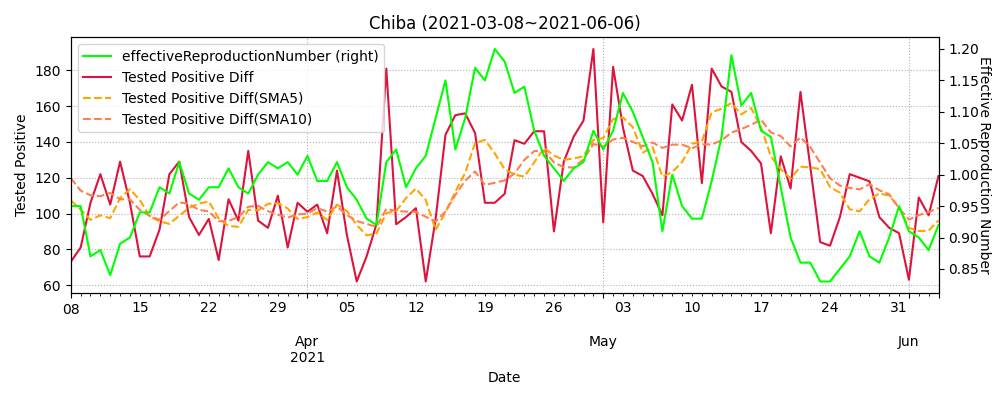 Chiba (2021-03-08~2021-06-06)
effectiveReproductionNumber (right)
Tested Positive Diff
Tested Positive Diff(SMA5)
Tested Positive Diff(SMA10)
Tested Positive
180
160
140
120
100
80
60
1.20
1.15
1.10
1.05
1.00
0.95
0.90
0.85
Effective Reproduction Number
08 15 22 29 05 12 19 26 03 10 17 24 31
Apr May Jun
2021
Date